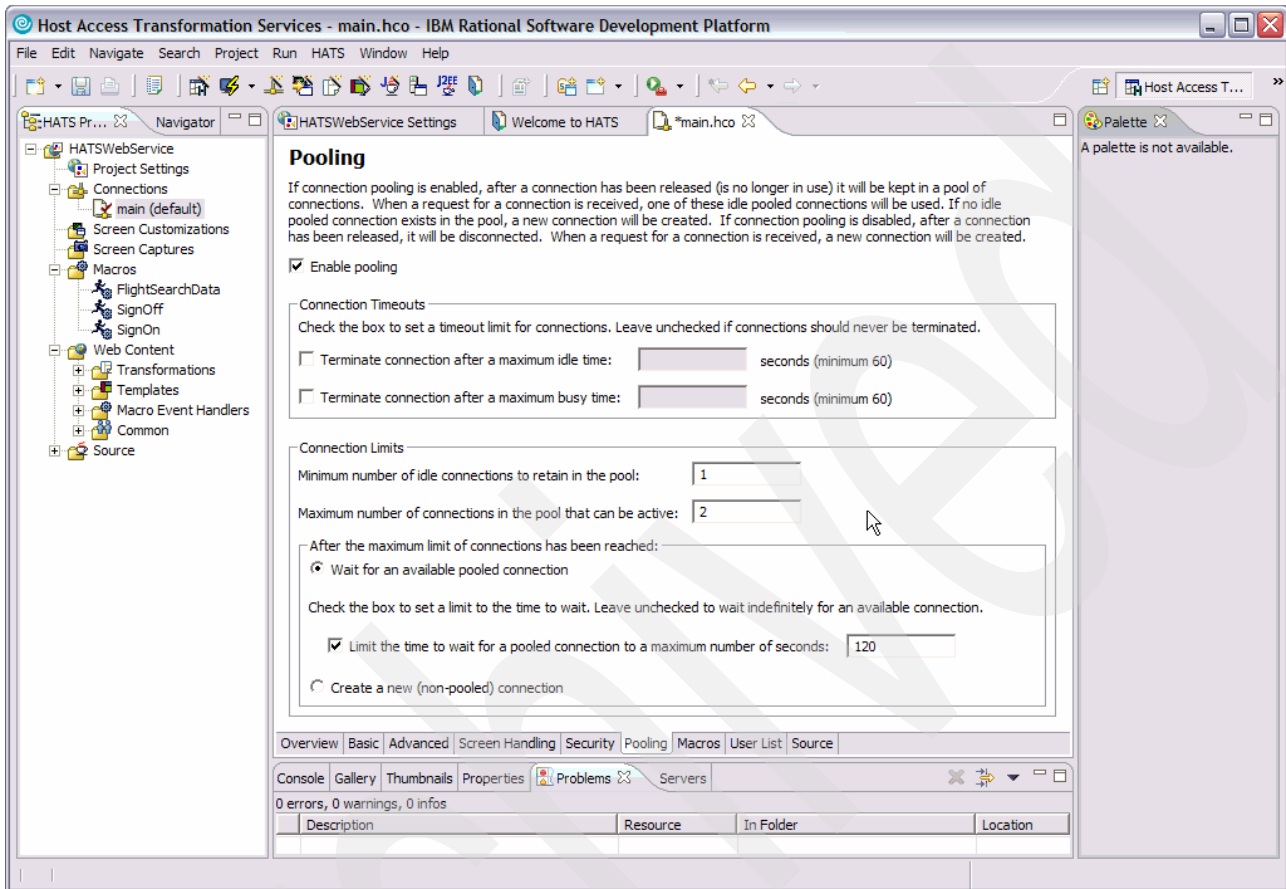 Host Access Transformation Services - main.hco - IBM Rational Software Development Platform
File Edit Navigate Search Project Run HATS Window Help
Host Access T...
HATS Pr... Navigator
HATSWebService Settings Welcome to HATS *main.hco
Palette
A palette is not available.
HATSWebService
Project Settings
Connections
main (default)
Screen Customizations
Screen Captures
Macros
FlightSearchData
SignOff
SignOn
Web Content
Transformations
Templates
Macro Event Handlers
Common
Source
Pooling
If connection pooling is enabled, after a connection has been released (is no longer in use) it will be kept in a pool of
connections. When a request for a connection is received, one of these idle pooled connections will be used. If no idle
pooled connection exists in the pool, a new connection will be created. If connection pooling is disabled, after a connection
has been released, it will be disconnected. When a request for a connection is received, a new connection will be created.
Enable pooling
Connection Timeouts
Check the box to set a timeout limit for connections. Leave unchecked if connections should never be terminated.
Terminate connection after a maximum idle time: seconds (minimum 60)
Terminate connection after a maximum busy time: seconds (minimum 60)
Connection Limits
Minimum number of idle connections to retain in the pool: 1
Maximum number of connections in the pool that can be active: 2
After the maximum limit of connections has been reached:
Wait for an available pooled connection
Check the box to set a limit to the time to wait. Leave unchecked to wait indefinitely for an available connection.
Limit the time to wait for a pooled connection to a maximum number of seconds: 120
Create a new (non-pooled) connection
Overview Basic Advanced Screen Handling Security Pooling Macros User List Source
Console Gallery Thumbnails Properties Problems Servers
0 errors, 0 warnings, 0 infos
Description Resource In Folder Location